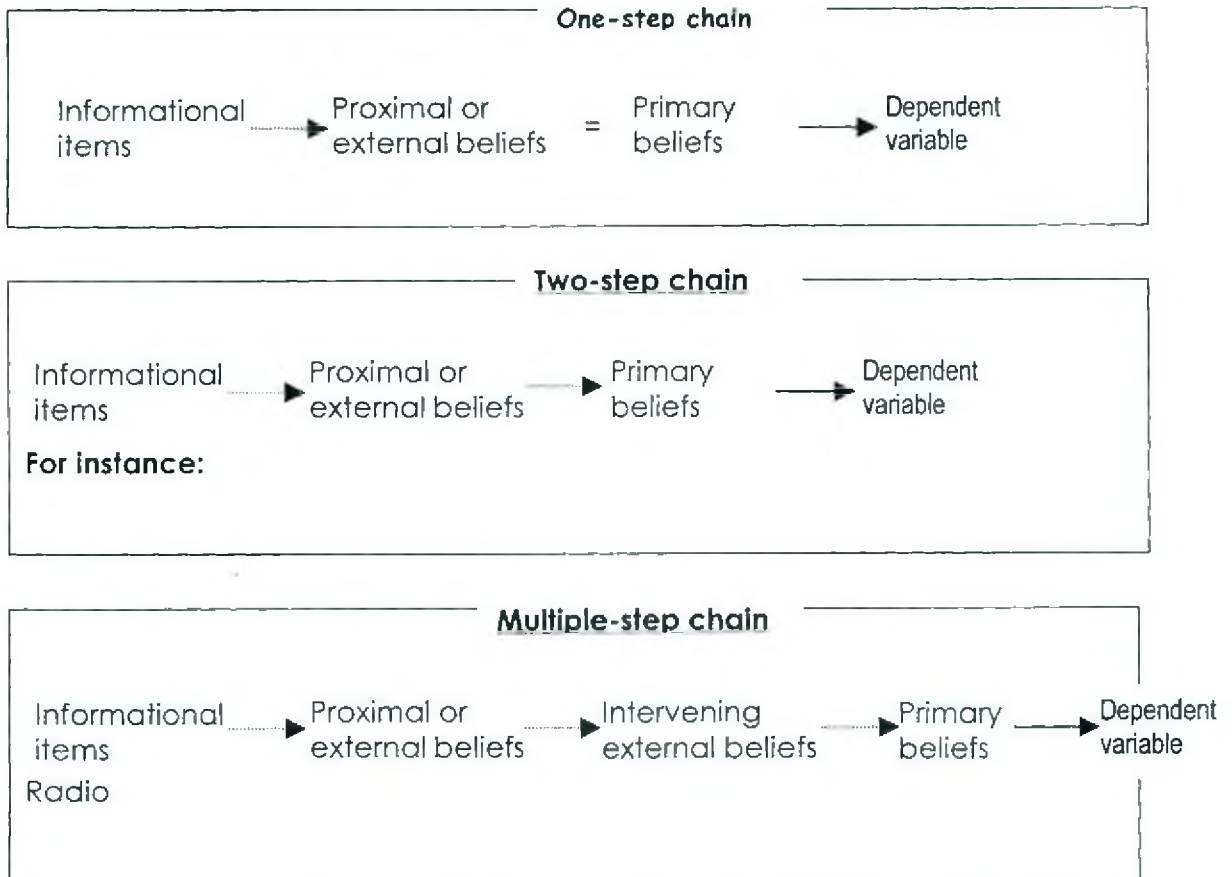 One-step chain
Informational items
Proximal or external beliefs
=
Primary beliefs
Dependent variable
Two-step chain
Informational items
Proximal or external beliefs
Primary beliefs
Dependent variable
For instance:
Multiple-step chain
Informational items
Proximal or external beliefs
Intervening external beliefs
Primary beliefs
Dependent variable
Radio